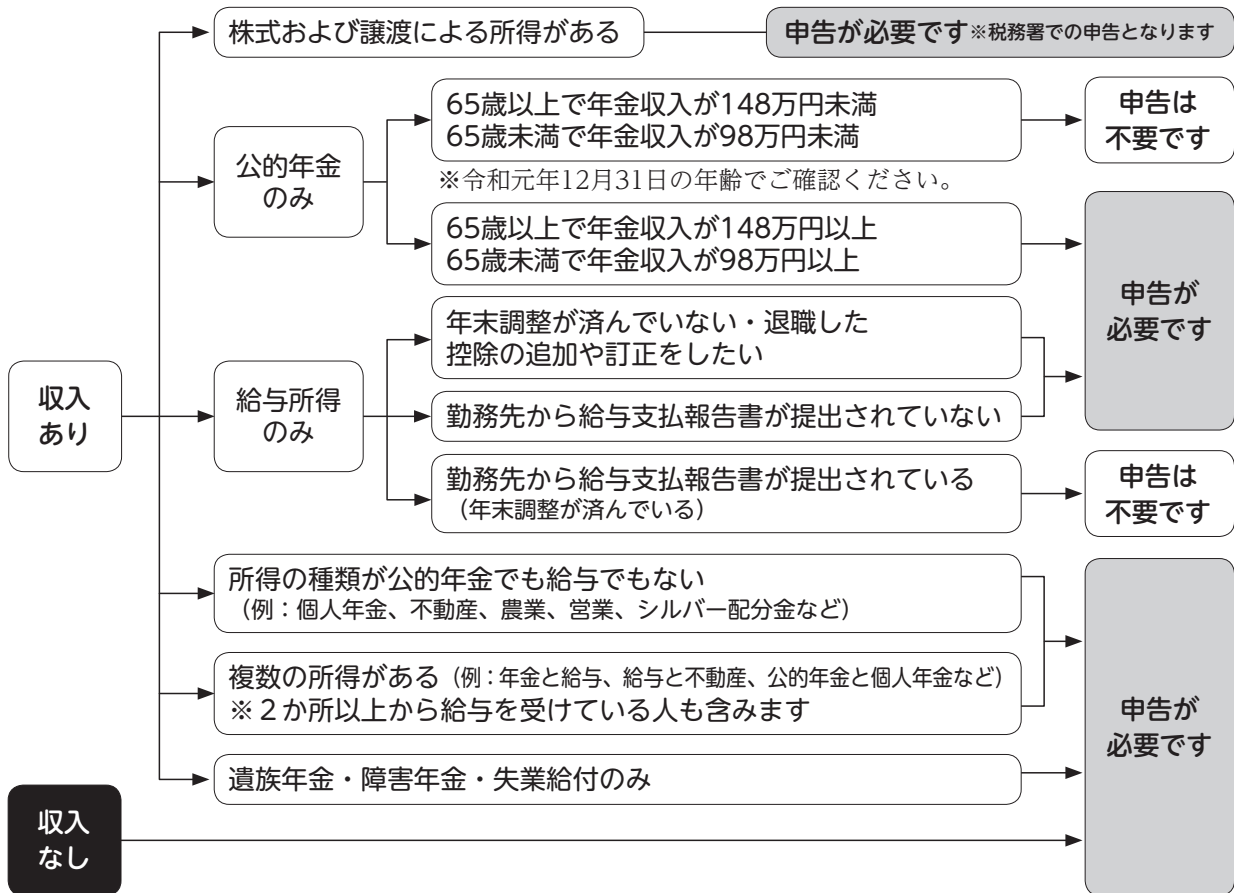 株式および譲渡による所得がある
申告が必要です※税務署での申告となります
公的年金
のみ
65歳以上で年金収入が148万円未満
65歳未満で年金収入が98万円未満
※令和元年12月31日の年齢でご確認ください。
申告は
不要です
65歳以上で年金収入が148万円以上
65歳未満で年金収入が98万円以上
申告が
必要です
収入
あり
給与所得
のみ
年末調整が済んでいない・退職した
控除の追加や訂正をしたい
勤務先から給与支払報告書が提出されていない
勤務先から給与支払報告書が提出されている
（年末調整が済んでいる）
申告は
不要です
所得の種類が公的年金でも給与でもない
（例：個人年金、不動産、農業、営業、シルバー配分金など）
複数の所得がある（例：年金と給与、給与と不動産、公的年金と個人年金など）
※２か所以上から給与を受けている人も含みます
遺族年金・障害年金・失業給付のみ
申告が
必要です
収入
なし